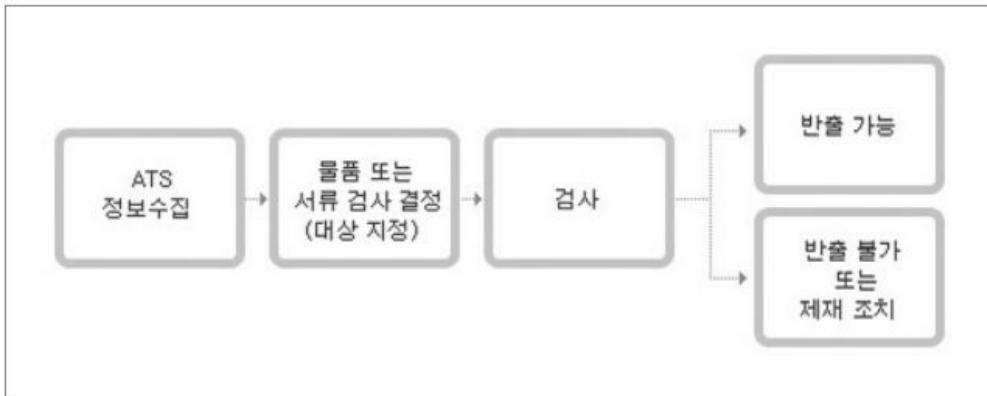 ATS
정보수집
물품 또는
서류 검사 결정
(대상 지정)
검사
반출 가능
반출 불가
또는
제재 조치